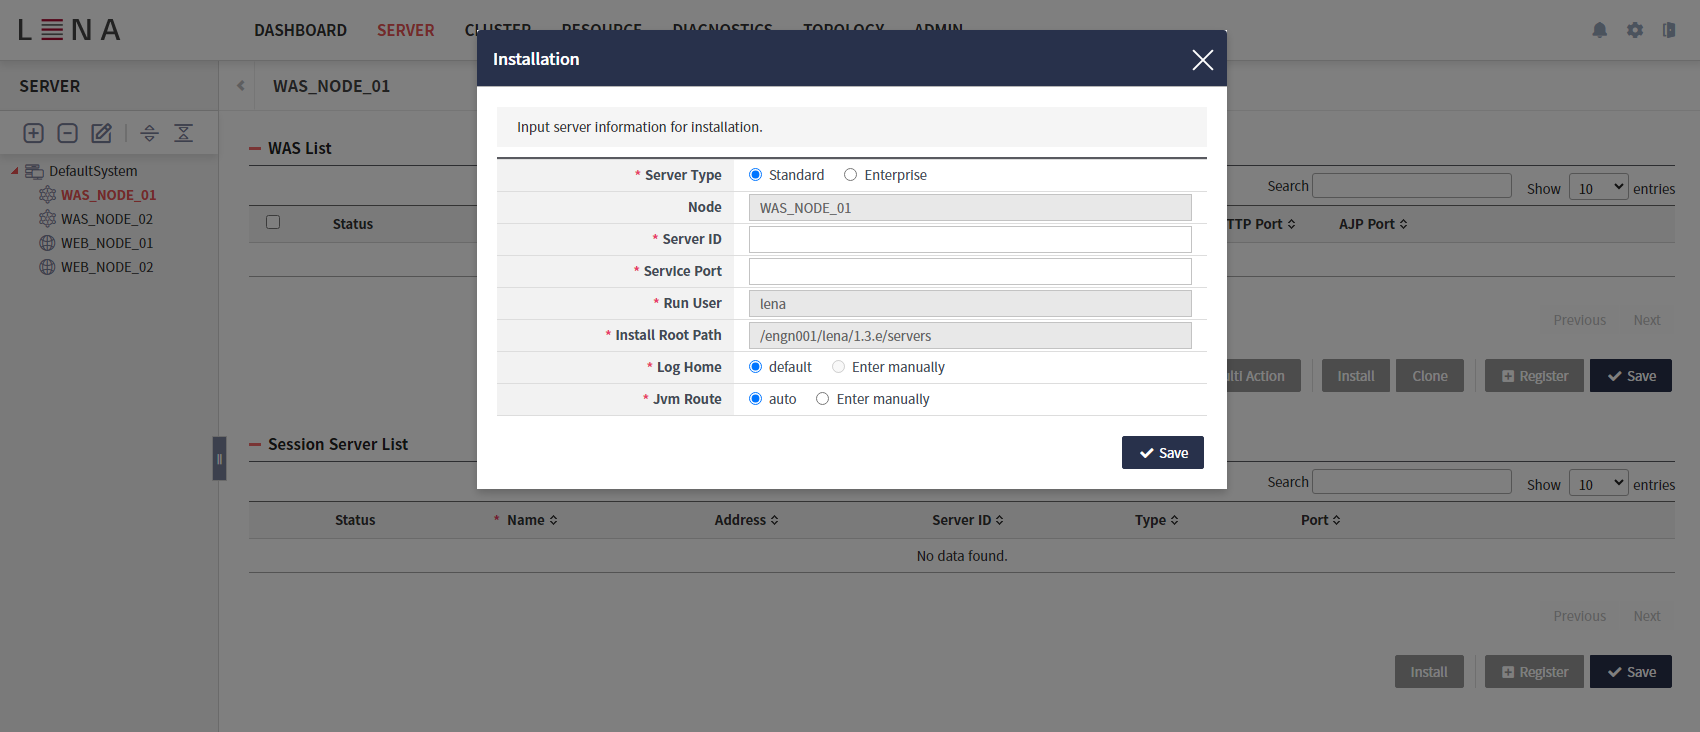 LENA
DASHBOARD SERVER CLUSTER RESOURCE DIAGNOSTICS TOPOLOGY ADMIN
SERVER
WAS_NODE_01
DefaultSystem
WAS_NODE_01
WAS_NODE_02
WEB_NODE_01
WEB_NODE_02
WAS List
Search Show 10 entries
Status TTP Port AJP Port
Previous Next
ulti Action Install Clone Register Save
Installation
Input server information for installation.
* Server Type Standard Enterprise
Node WAS_NODE_01
* Server ID
* Service Port
* Run User lena
* Install Root Path /engn001/lena/1.3.e/servers
* Log Home default Enter manually
* Jvm Route auto Enter manually
Save
Session Server List
Search Show 10 entries
Status * Name Address Server ID Type Port
No data found.
Previous Next
Install Register Save